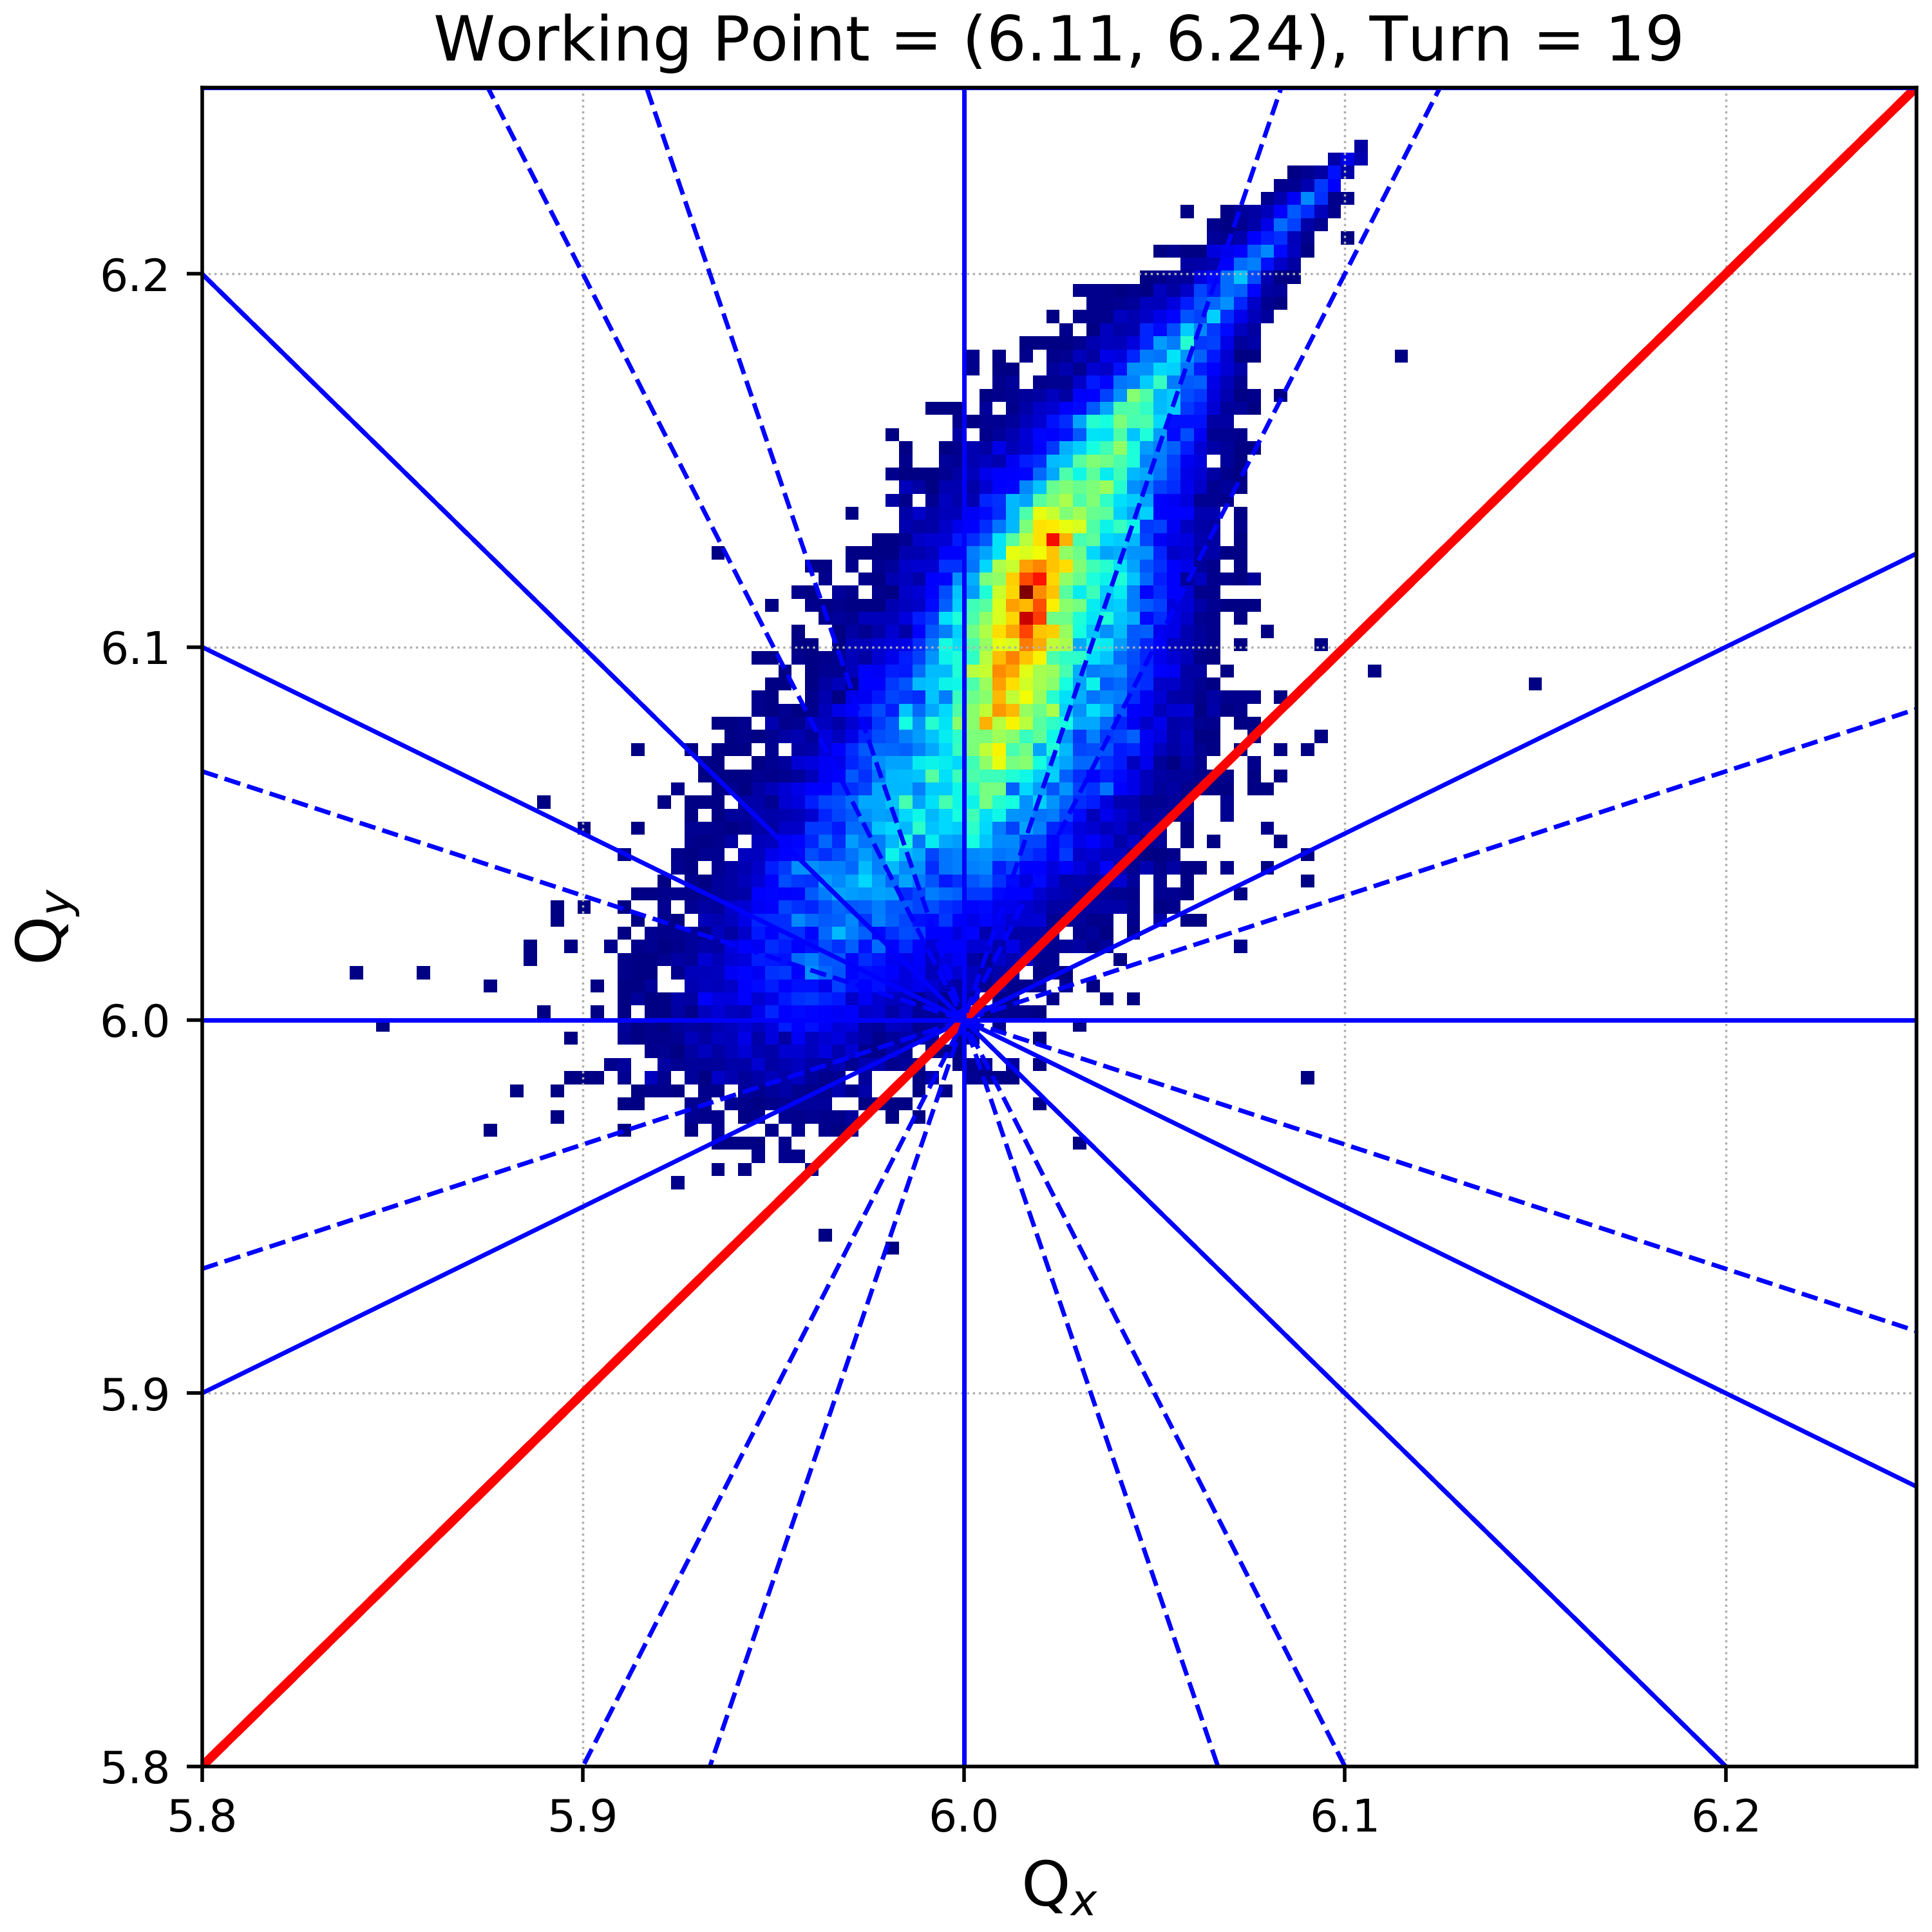 Working Point = (6.11, 6.24), Turn = 19
6.2
6.1
6.0
5.9
5.8
Qy
5.8 5.9 6.0 6.1 6.2
Qx